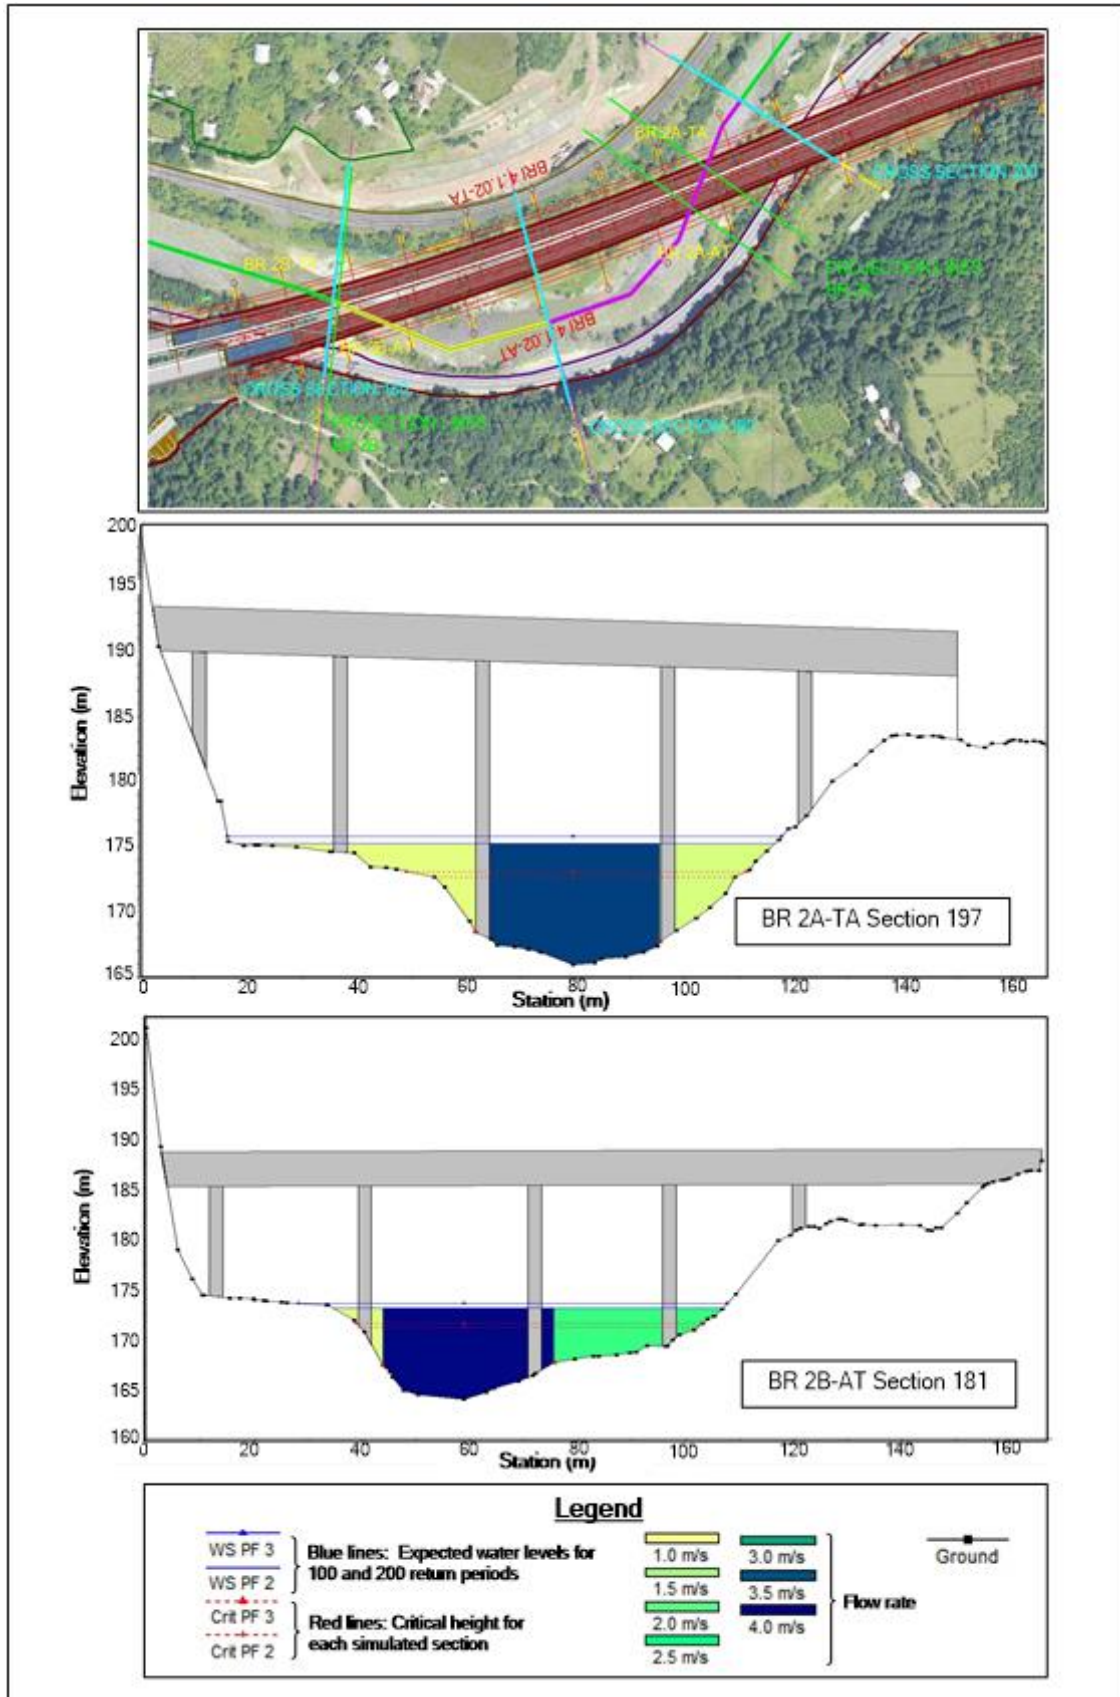 BR 2A-TA
BRI 4.1.02-TA
CROSS SECTION 200
BR 2A-AT
PROJECTION LINES
BR 2A
BRI 4.1.02-AT
CROSS SECTION 190
PROJECTION LINES
BR 2B
200
195
190
185
180
175
170
165
Elevation (m)
BR 2A-TA Section 197
0 20 40 60 80 100 120 140 160
Station (m)
200
195
190
185
180
175
170
165
160
Elevation (m)
BR 2B-AT Section 181
0 20 40 60 80 100 120 140 160
Station (m)
Legend
WS PF 3
WS PF 2
Blue lines: Expected water levels for
100 and 200 return periods
Crit PF 3
Crit PF 2
Red lines: Critical height for
each simulated section
1.0 m/s
1.5 m/s
2.0 m/s
2.5 m/s
3.0 m/s
3.5 m/s
4.0 m/s
Flow rate
Ground